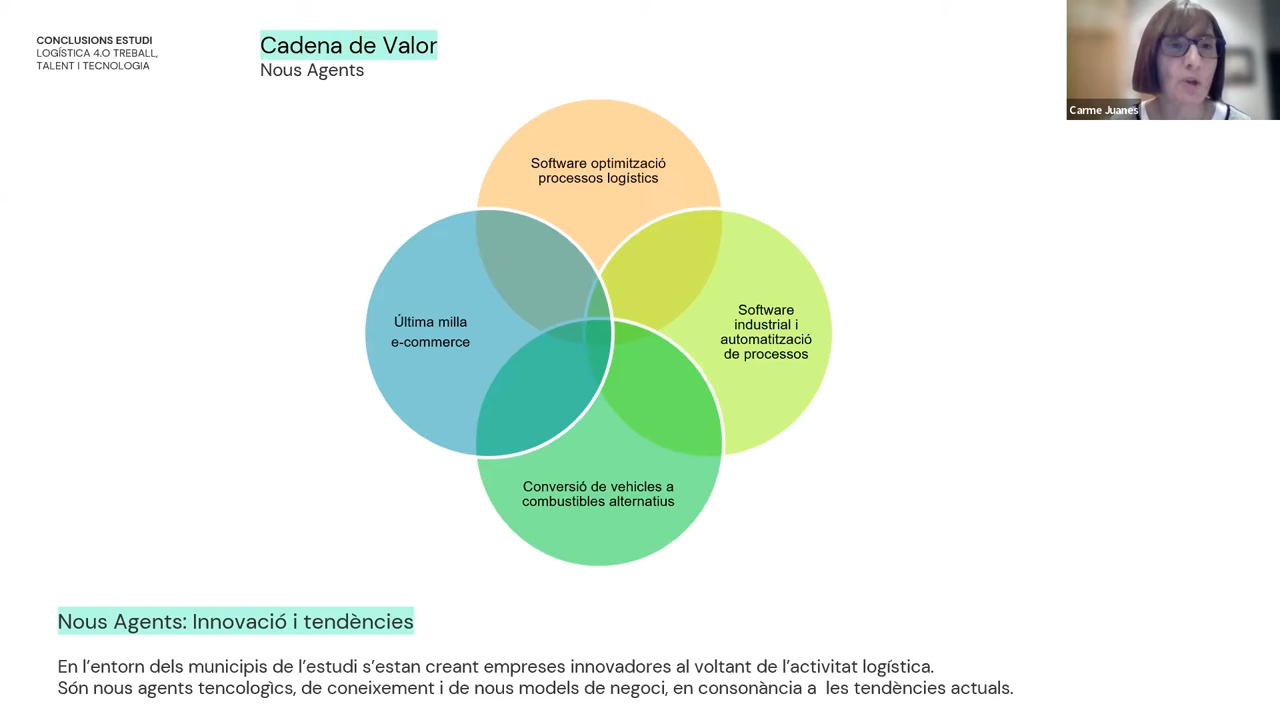 CONCLUSIONS ESTUDI
LOGÍSTICA 4.0 TREBALL,
TALENT I TECNOLOGIA
Cadena de Valor
Nous Agents
Carme Juanes
Software optimització
processos logístics
Última milla
e-commerce
Software
industrial i
automatització
de processos
Conversió de vehicles a
combustibles alternatius
Nous Agents: Innovació i tendències
En l’entorn dels municipis de l’estudi s’estan creant empreses innovadores al voltant de l’activitat logística.
Són nous agents tencologìcs, de coneixement i de nous models de negoci, en consonància a  les tendències actuals.